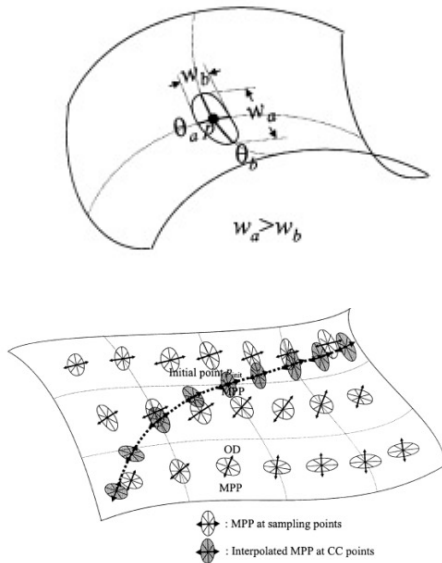 w_b
w_a
θ_a p
θ_b
w_a>w_b
Initial point P_init
MPP
OD
MPP
: MPP at sampling points
: Interpolated MPP at CC points